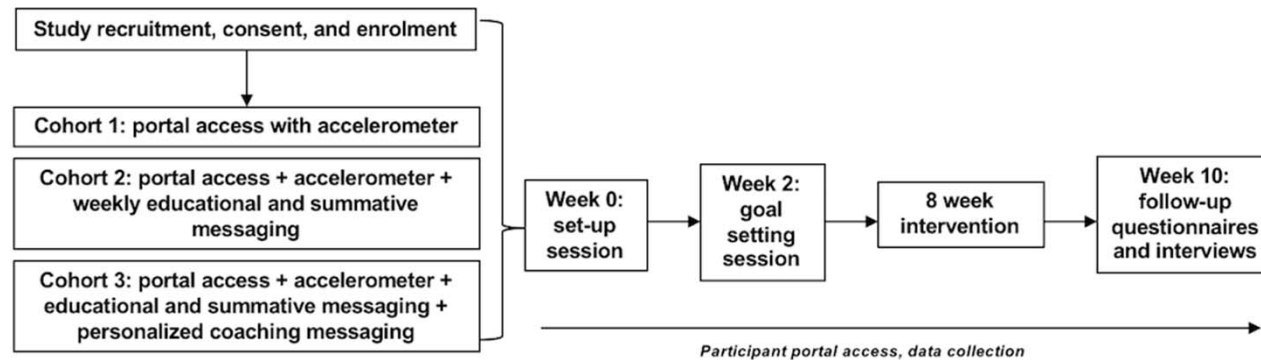 Study recruitment, consent, and enrolment
Cohort 1: portal access with accelerometer
Cohort 2: portal access + accelerometer +
weekly educational and summative
messaging
Cohort 3: portal access + accelerometer +
educational and summative messaging +
personalized coaching messaging
Week 0:
set-up
session
Week 2:
goal
setting
session
8 week
intervention
Week 10:
follow-up
questionnaires
and interviews
Participant portal access, data collection